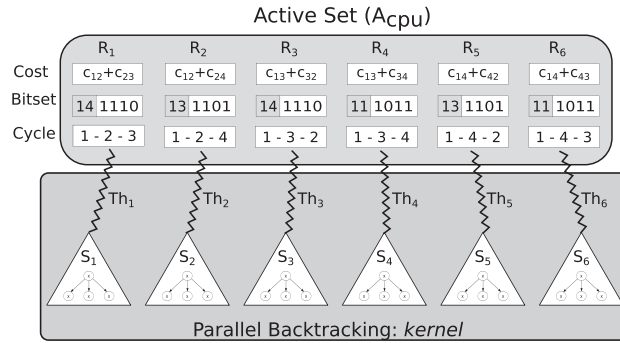 Active Set (Acpu)
R1 R2 R3 R4 R5 R6
Cost c12+c23 c12+c24 c13+c32 c13+c34 c14+c42 c14+c43
Bitset 14 1110 13 1101 14 1110 11 1011 13 1101 11 1011
Cycle 1 - 2 - 3 1 - 2 - 4 1 - 3 - 2 1 - 3 - 4 1 - 4 - 2 1 - 4 - 3
Th1 Th2 Th3 Th4 Th5 Th6
S1 S2 S3 S4 S5 S6
x x x x x x
x x x x x x x x x x x x x x x x x x
Parallel Backtracking: kernel